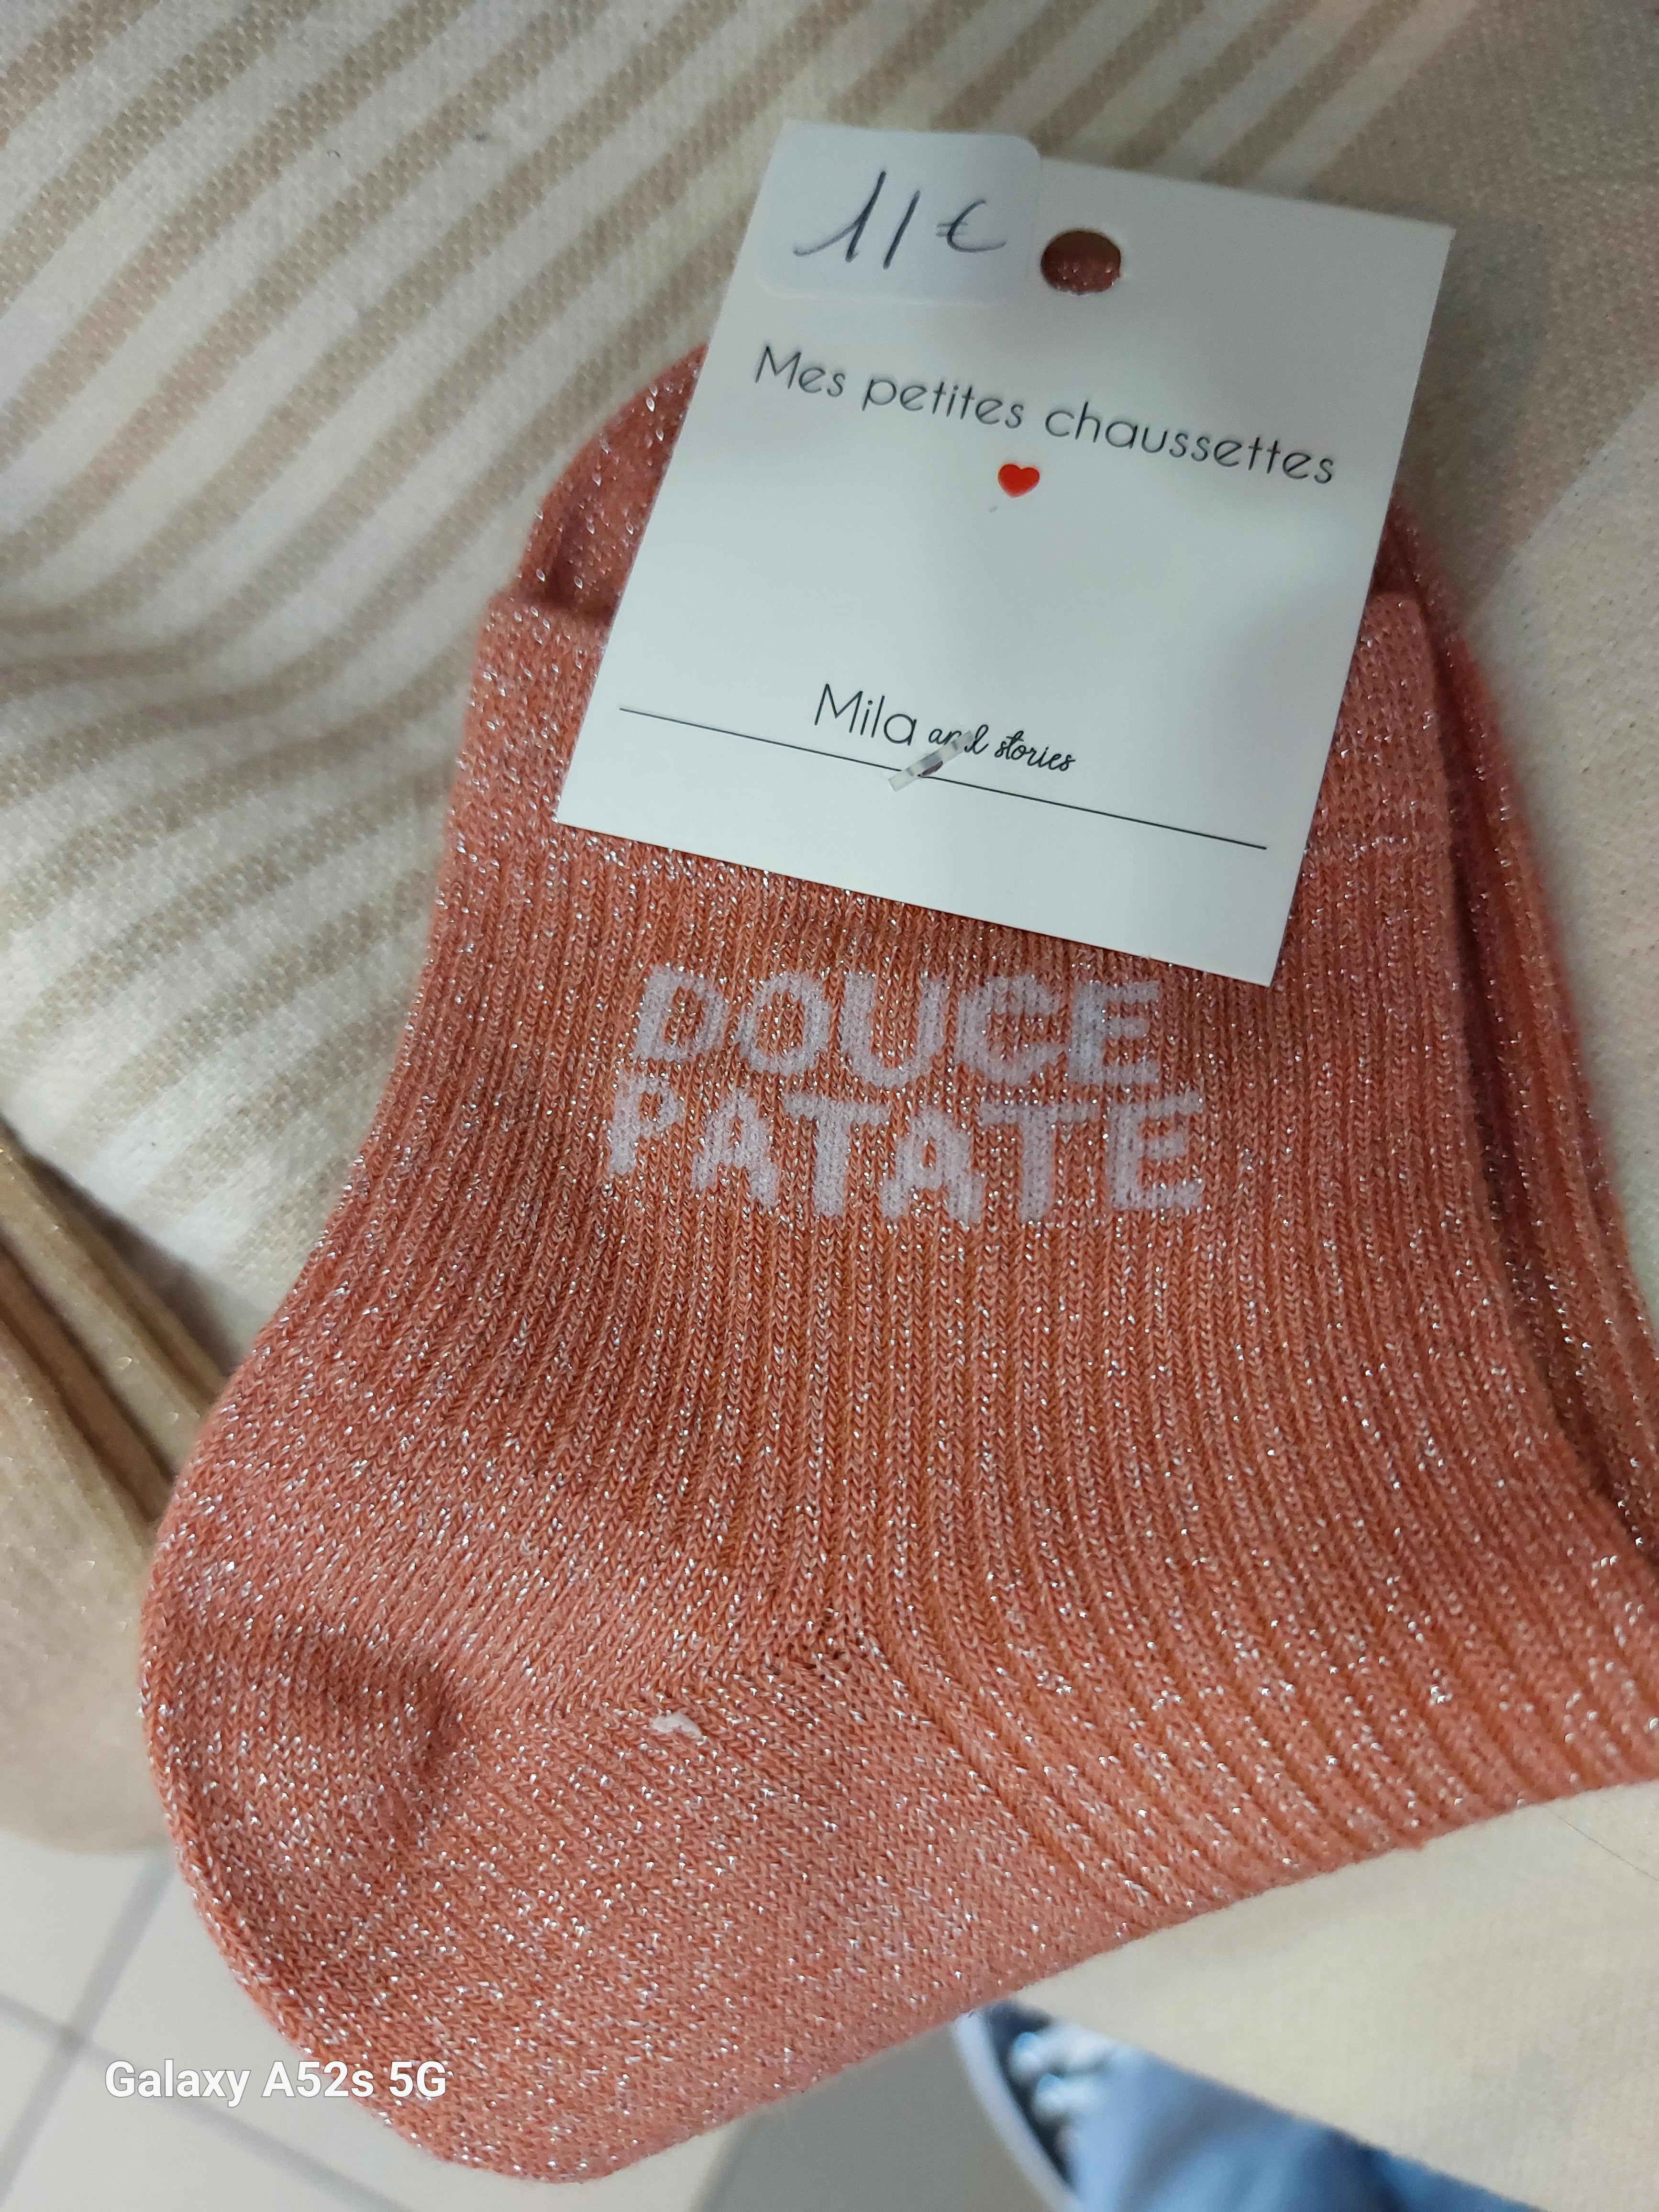 11€
Mes petites chaussettes
Mila and stories
DOUCE
PATATE
Galaxy A52s 5G